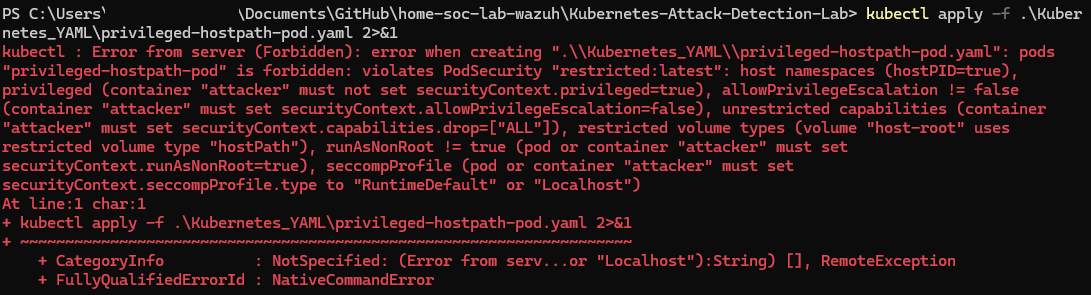 PS C:\Users\ \Documents\GitHub\home-soc-lab-wazuh\Kubernetes-Attack-Detection-Lab> kubectl apply -f .\Kuber
netes_YAML\privileged-hostpath-pod.yaml 2>&1
kubectl : Error from server (Forbidden): error when creating ".\\Kubernetes_YAML\\privileged-hostpath-pod.yaml": pods
"privileged-hostpath-pod" is forbidden: violates PodSecurity "restricted:latest": host namespaces (hostPID=true),
privileged (container "attacker" must not set securityContext.privileged=true), allowPrivilegeEscalation != false
(container "attacker" must set securityContext.allowPrivilegeEscalation=false), unrestricted capabilities (container
"attacker" must set securityContext.capabilities.drop=["ALL"]), restricted volume types (volume "host-root" uses
restricted volume type "hostPath"), runAsNonRoot != true (pod or container "attacker" must set
securityContext.runAsNonRoot=true), seccompProfile (pod or container "attacker" must set
securityContext.seccompProfile.type to "RuntimeDefault" or "Localhost")
At line:1 char:1
+ kubectl apply -f .\Kubernetes_YAML\privileged-hostpath-pod.yaml 2>&1
+ ~~~~~~~~~~~~~~~~~~~~~~~~~~~~~~~~~~~~~~~~~~~~~~~~~~~~~~~~~~~~~~~~~~~~
    + CategoryInfo          : NotSpecified: (Error from serv...or "Localhost"):String) [], RemoteException
    + FullyQualifiedErrorId : NativeCommandError